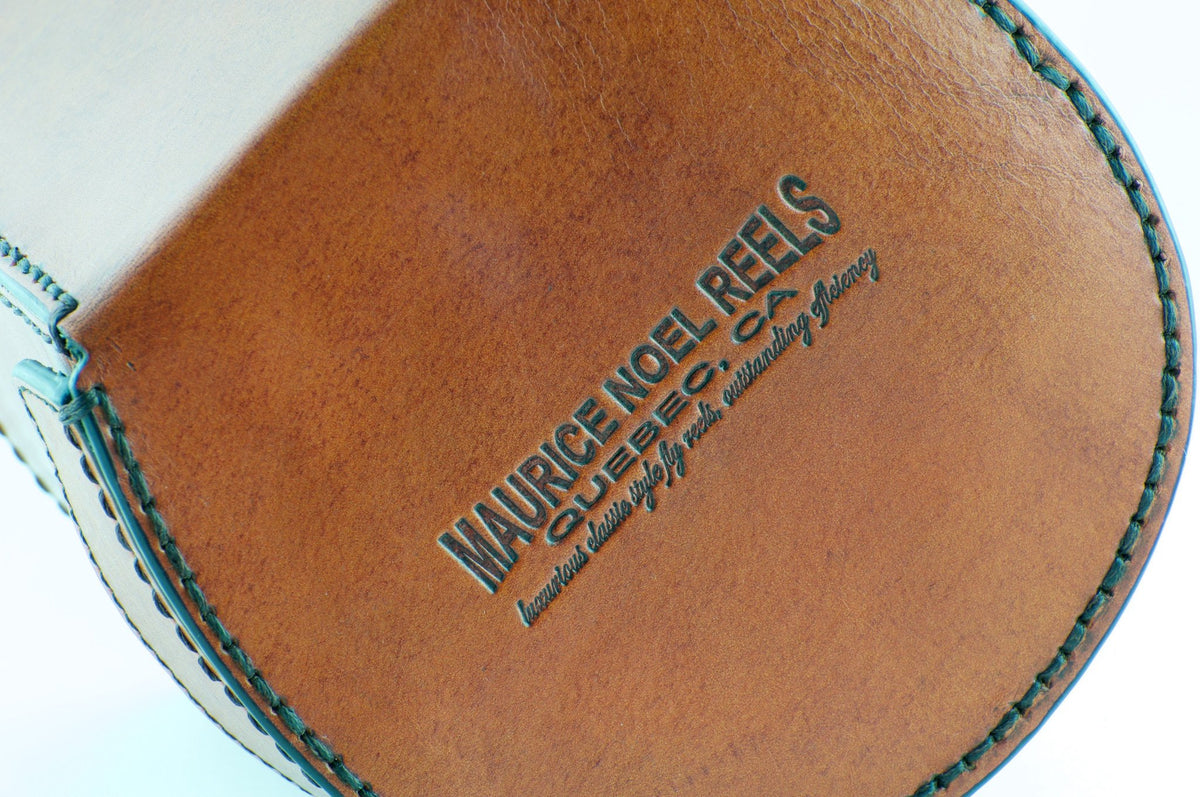 MAURICE NOEL REELS
QUEBEC, CA
luxurious classic style fly reels, outstanding efficiency